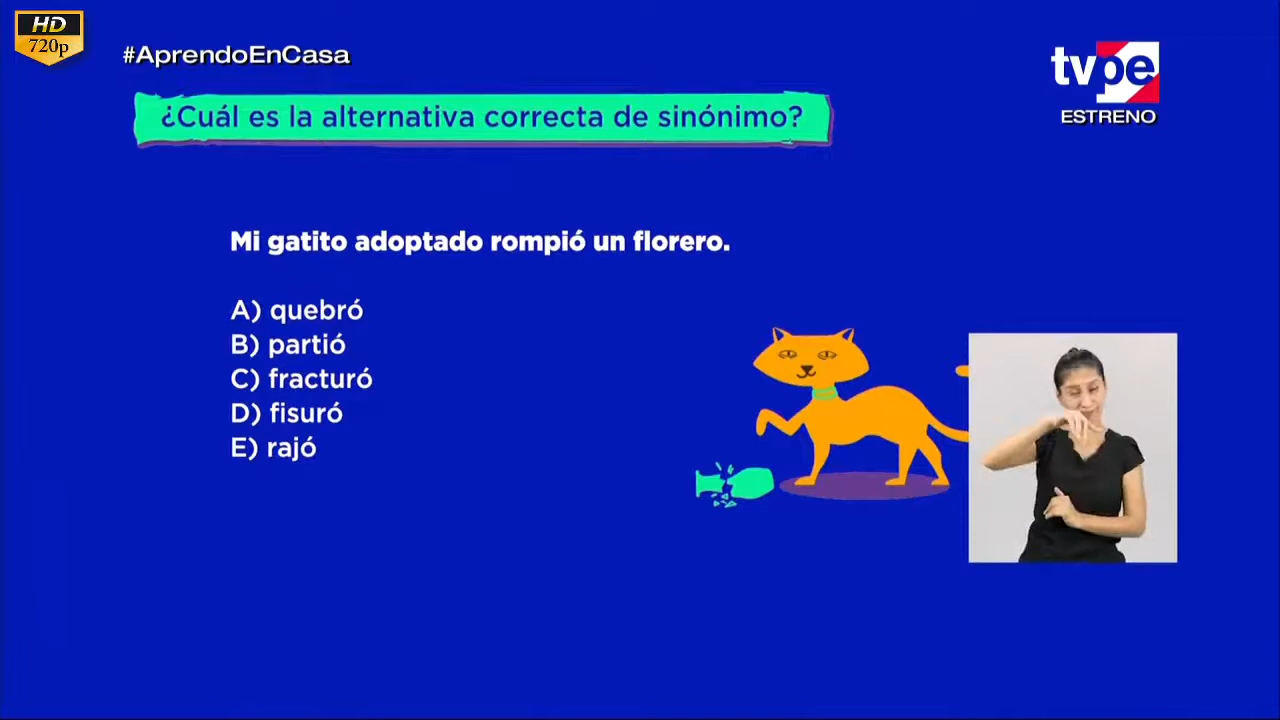 HD
720p
#AprendoEnCasa
tvpe
ESTRENO
¿Cuál es la alternativa correcta de sinónimo?
Mi gatito adoptado rompió un florero.
A) quebró
B) partió
C) fracturó
D) fisuró
E) rajó